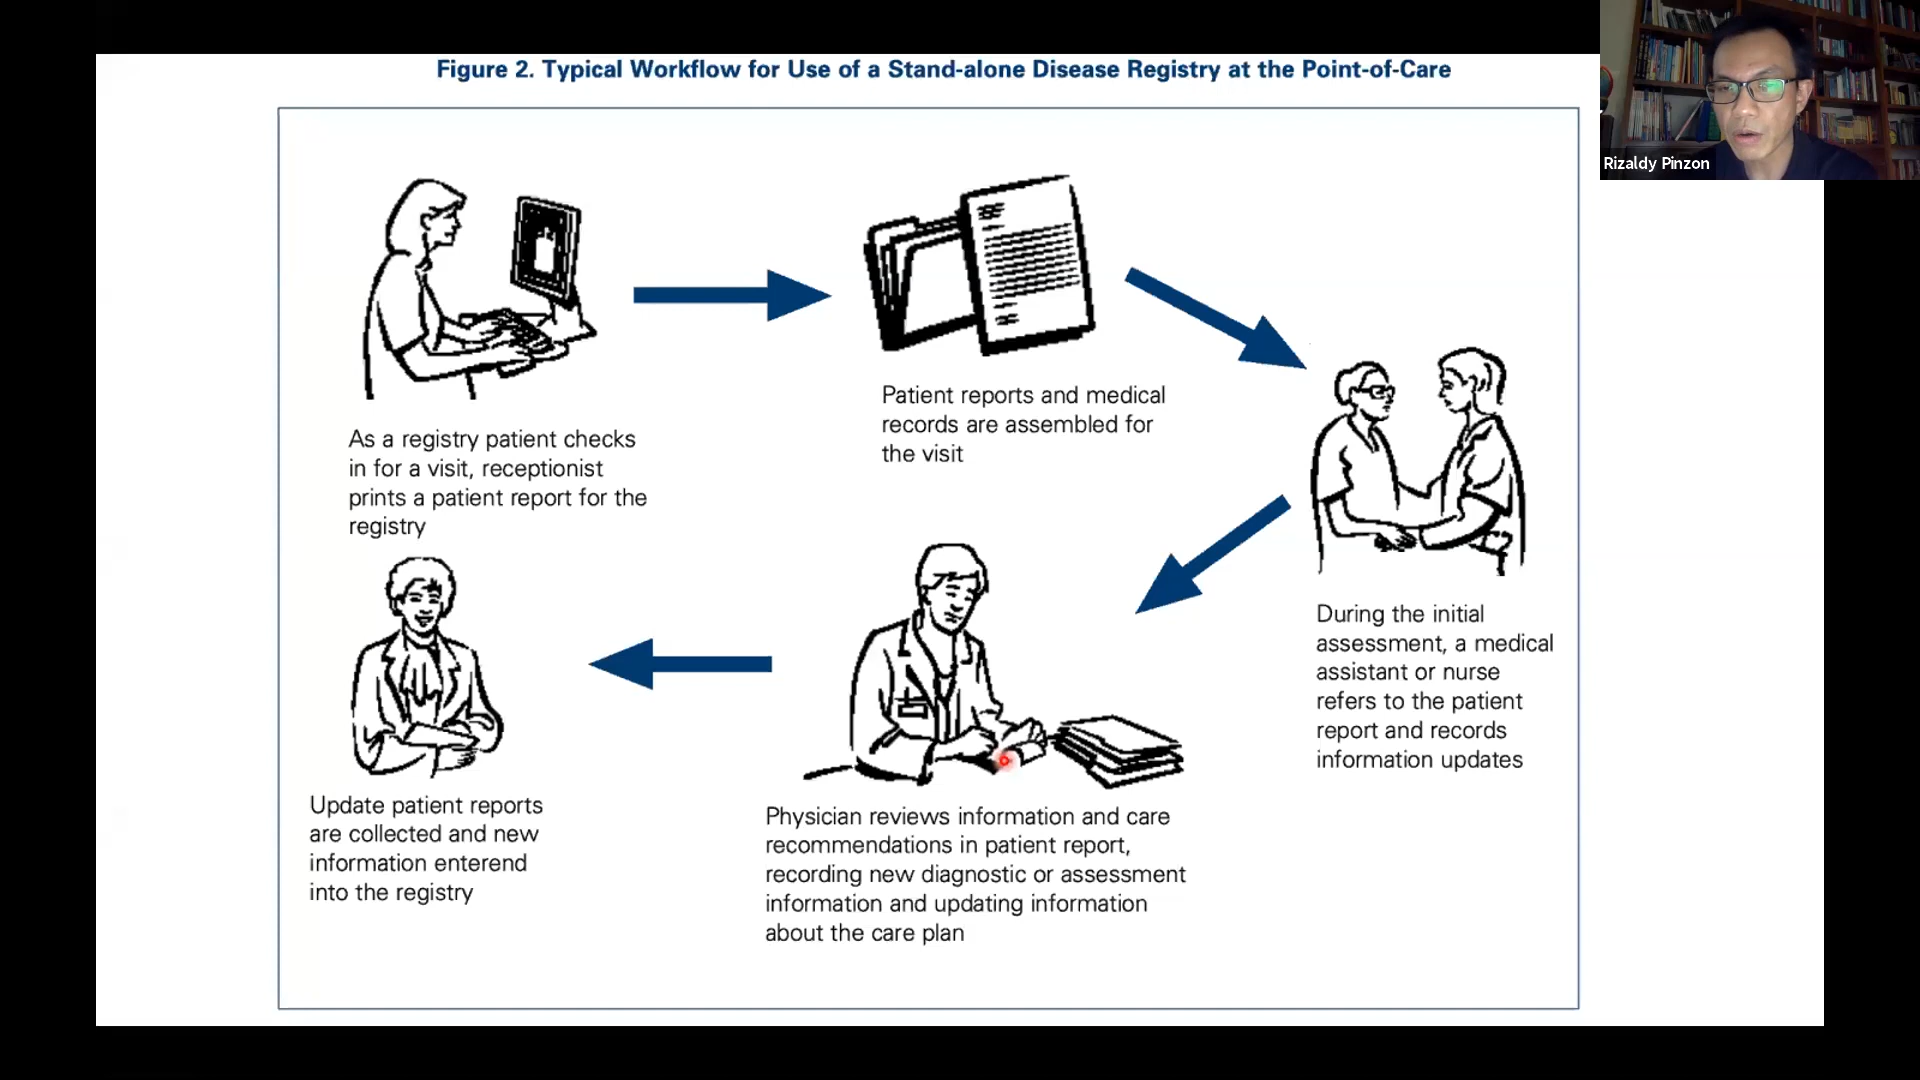 Figure 2. Typical Workflow for Use of a Stand-alone Disease Registry at the Point-of-Care
Rizaldy Pinzon
As a registry patient checks
in for a visit, receptionist
prints a patient report for the
registry
Patient reports and medical
records are assembled for
the visit
During the initial
assessment, a medical
assistant or nurse
refers to the patient
report and records
information updates
Physician reviews information and care
recommendations in patient report,
recording new diagnostic or assessment
information and updating information
about the care plan
Update patient reports
are collected and new
information enterend
into the registry